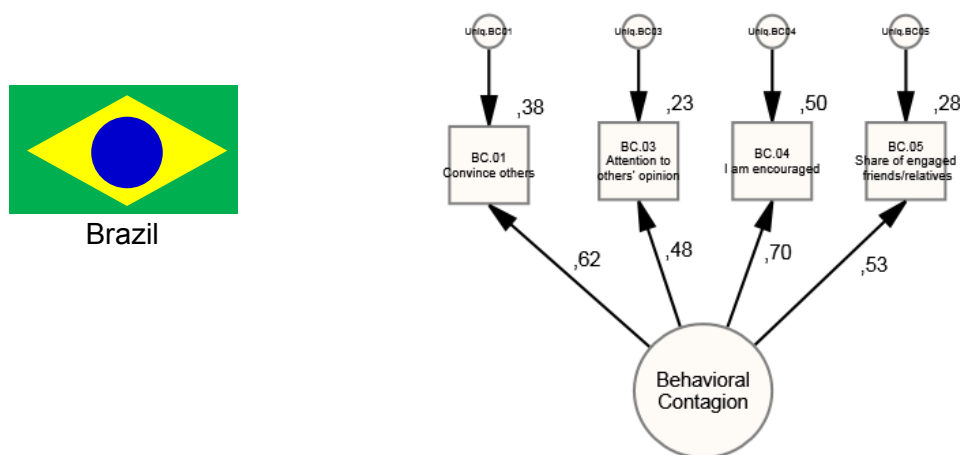 Uniq.BC01 Uniq.BC03 Uniq.BC04 Uniq.BC05
,38 ,23 ,50 ,28
BC.01
Convince others
BC.03
Attention to
others' opinion
BC.04
I am encouraged
BC.05
Share of engaged
friends/relatives
Brazil
,62 ,48 ,70 ,53
Behavioral
Contagion